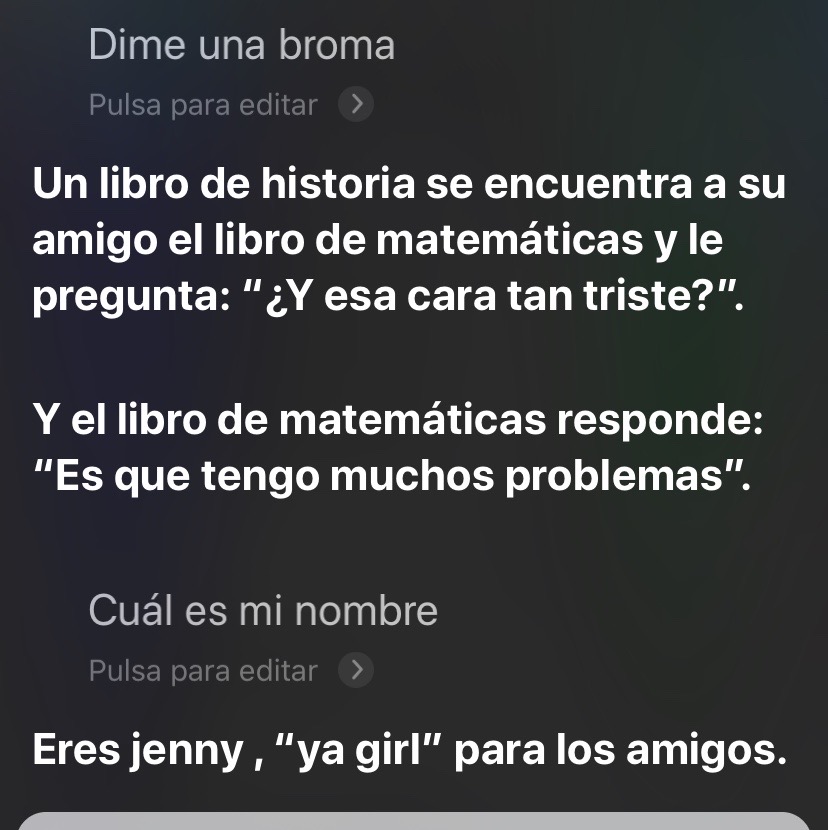 Dime una broma
Pulsa para editar
Un libro de historia se encuentra a su
amigo el libro de matemáticas y le
pregunta: “¿Y esa cara tan triste?”.
Y el libro de matemáticas responde:
“Es que tengo muchos problemas”.
Cuál es mi nombre
Pulsa para editar
Eres jenny , “ya girl” para los amigos.